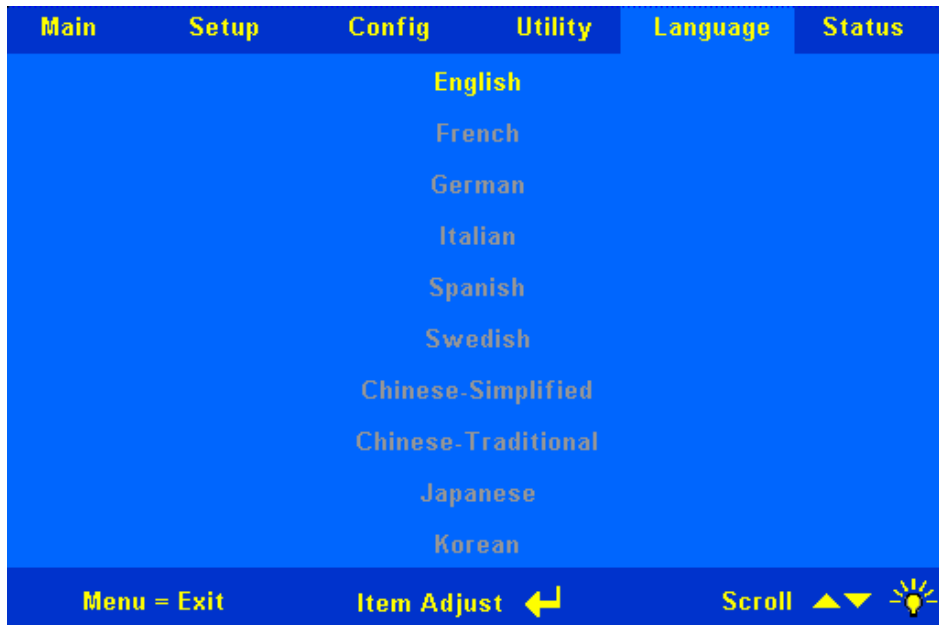 Main Setup Config Utility Language Status
English
French
German
Italian
Spanish
Swedish
Chinese-Simplified
Chinese-Traditional
Japanese
Korean
Menu = Exit Item Adjust Scroll